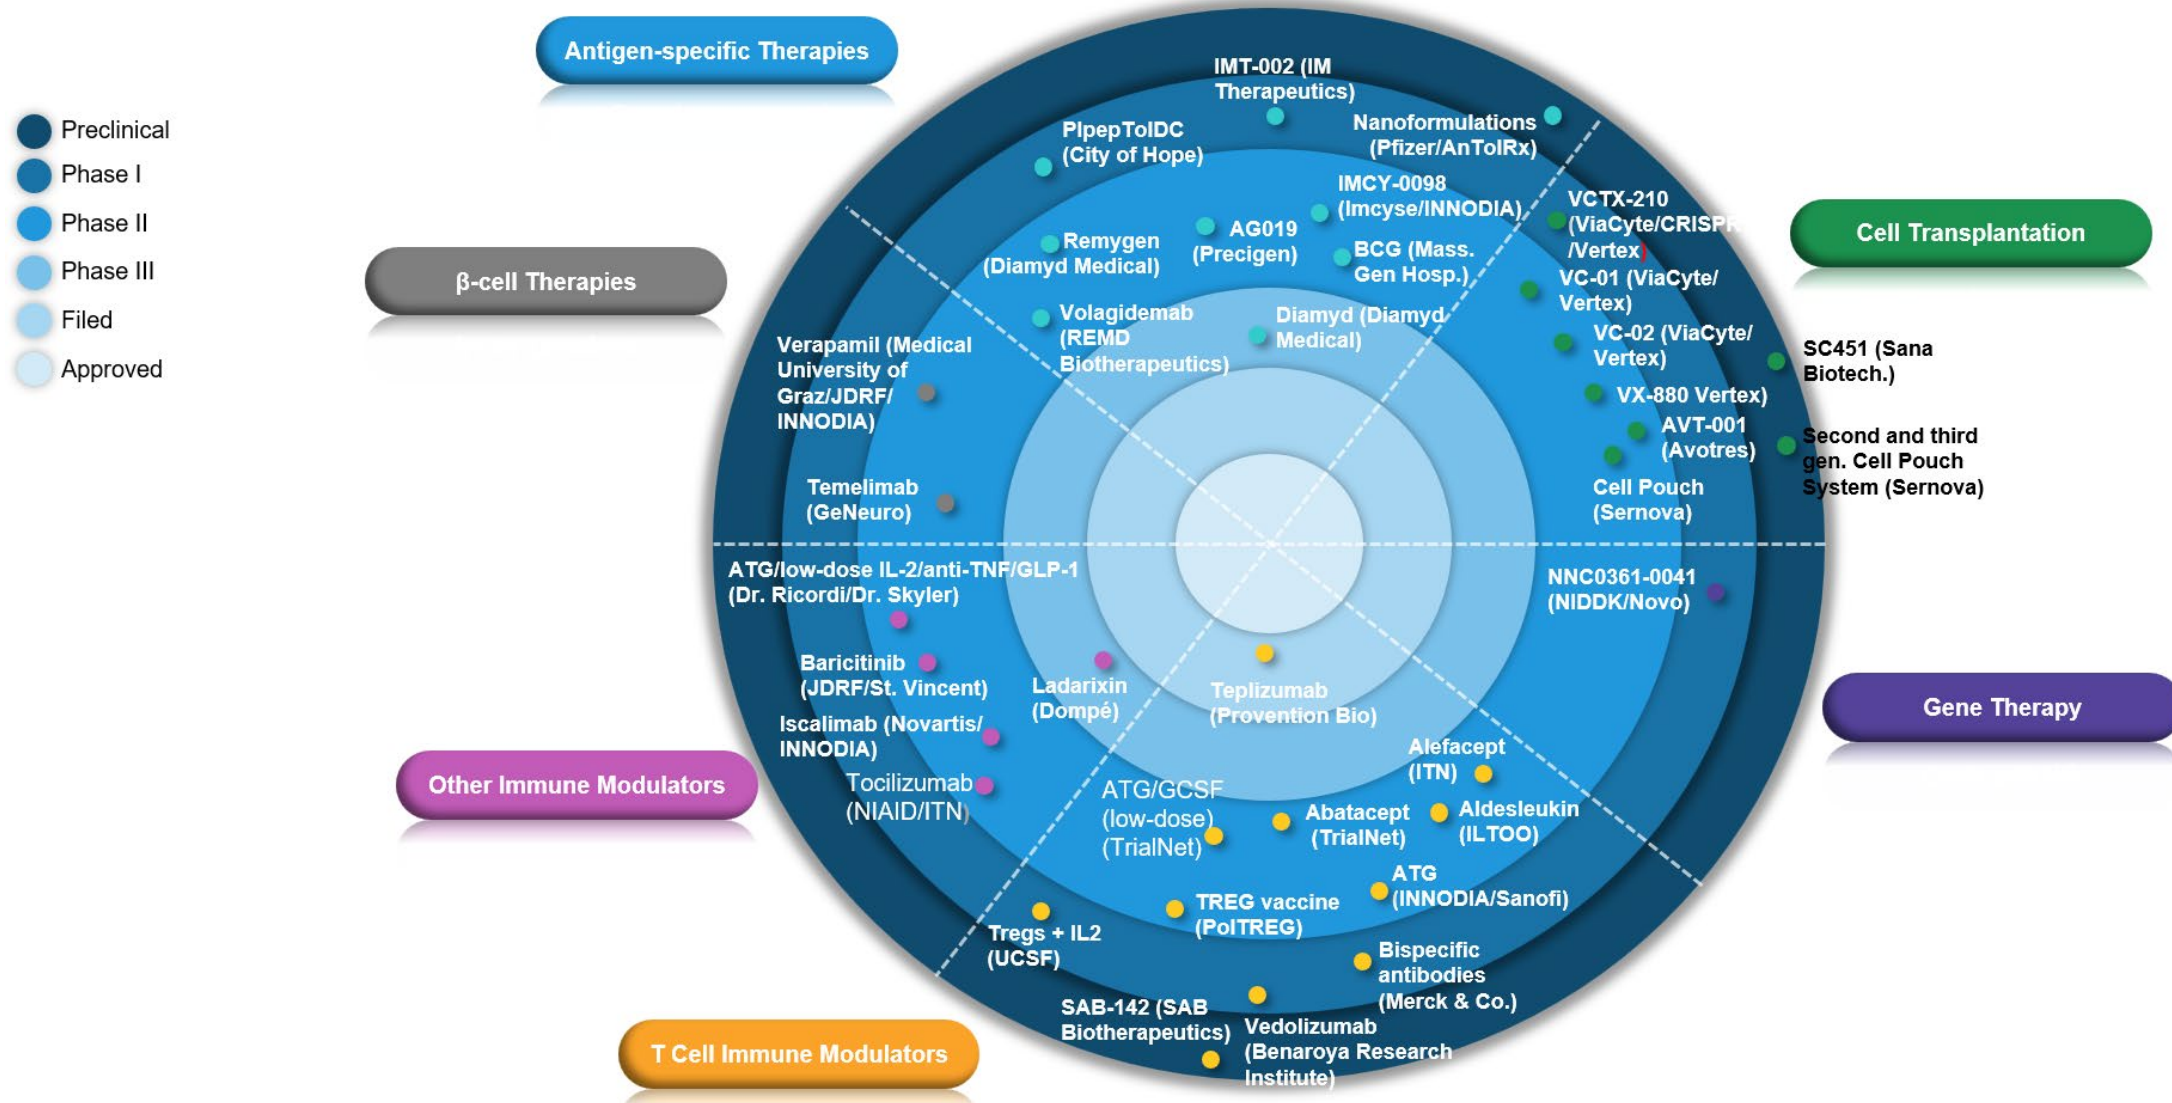 Antigen-specific Therapies
Preclinical
Phase I
Phase II
Phase III
Filed
Approved
β-cell Therapies
Cell Transplantation
Gene Therapy
Other Immune Modulators
T Cell Immune Modulators
IMT-002 (IM
Therapeutics)
PIpepTolDC
(City of Hope)
Nanoformulations
(Pfizer/AnTolRx)
IMCY-0098
(Imcyse/INNODIA)
AG019
(Precigen)
BCG (Mass.
Gen Hosp.)
Remygen
(Diamyd Medical)
Volagidemab
(REMD
Biotherapeutics)
Diamyd (Diamyd
Medical)
VCTX-210
(ViaCyte/CRISPR
/Vertex)
VC-01 (ViaCyte/
Vertex)
VC-02 (ViaCyte/
Vertex)
VX-880 Vertex)
AVT-001
(Avotres)
Cell Pouch
(Sernova)
SC451 (Sana
Biotech.)
Second and third
gen. Cell Pouch
System (Sernova)
Verapamil (Medical
University of
Graz/JDRF/
INNODIA)
Temelimab
(GeNeuro)
ATG/low-dose IL-2/anti-TNF/GLP-1
(Dr. Ricordi/Dr. Skyler)
Baricitinib
(JDRF/St. Vincent)
Iscalimab (Novartis/
INNODIA)
Tocilizumab
(NIAID/ITN)
Ladarixin
(Dompé)
NNC0361-0041
(NIDDK/Novo)
Teplizumab
(Provention Bio)
Alefacept
(ITN)
ATG/GCSF
(low-dose)
(TrialNet)
Abatacept
(TrialNet)
Aldesleukin
(ILTOO)
ATG
(INNODIA/Sanofi)
TREG vaccine
(PolTREG)
Tregs + IL2
(UCSF)
Bispecific
antibodies
(Merck & Co.)
SAB-142 (SAB
Biotherapeutics)
Vedolizumab
(Benaroya Research
Institute)